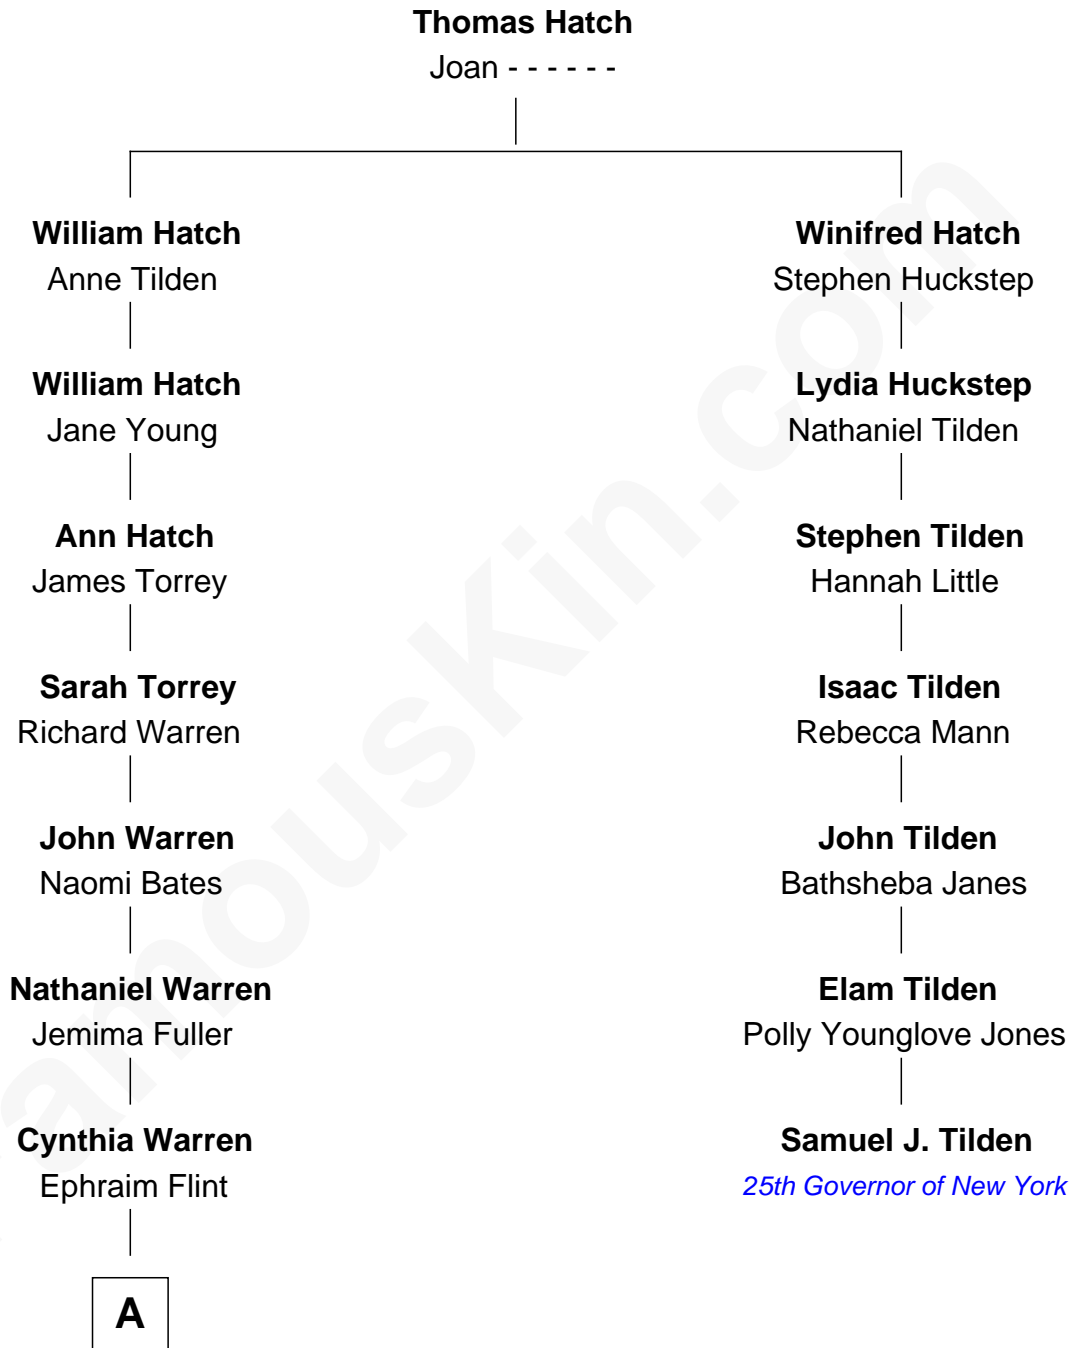 Thomas Hatch
Joan - - - - - -
William Hatch
Anne Tilden
William Hatch
Jane Young
Ann Hatch
James Torrey
Sarah Torrey
Richard Warren
John Warren
Naomi Bates
Nathaniel Warren
Jemima Fuller
Cynthia Warren
Ephraim Flint
A
Winifred Hatch
Stephen Huckstep
Lydia Huckstep
Nathaniel Tilden
Stephen Tilden
Hannah Little
Isaac Tilden
Rebecca Mann
John Tilden
Bathsheba Janes
Elam Tilden
Polly Younglove Jones
Samuel J. Tilden
25th Governor of New York
amouskin.com